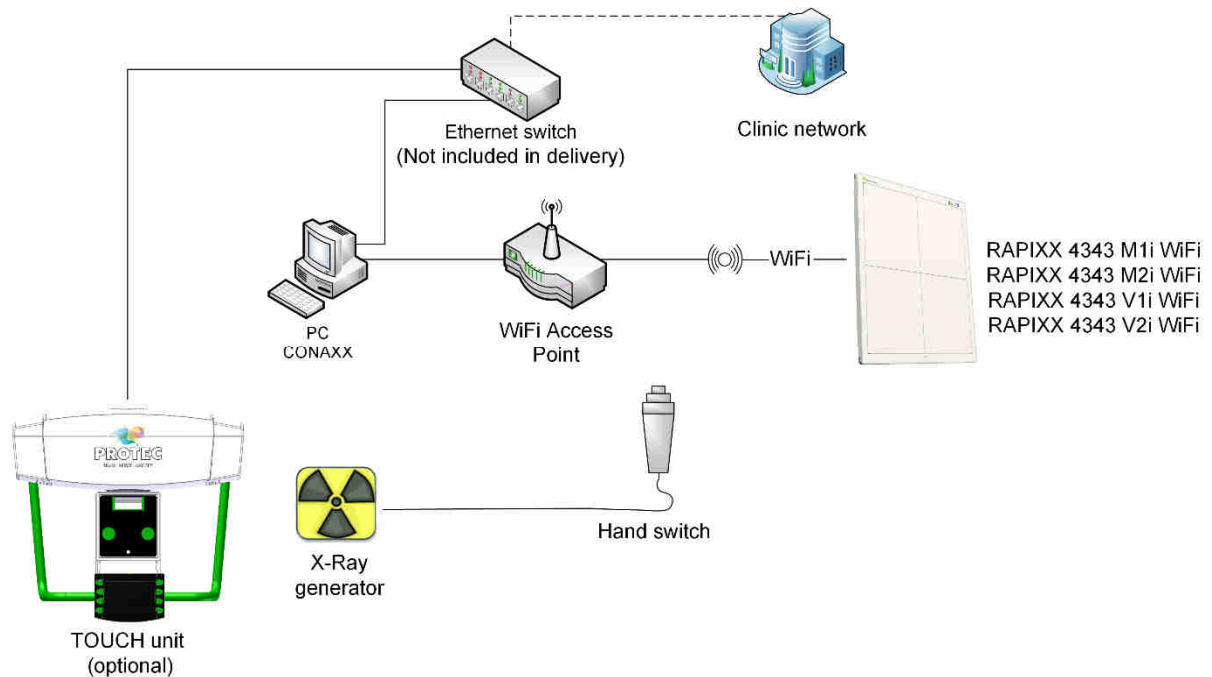 Ethernet switch
(Not included in delivery)
Clinic network
PC
CONAXX
WiFi Access
Point
WiFi
RAPIXX 4343 M1i WiFi
RAPIXX 4343 M2i WiFi
RAPIXX 4343 V1i WiFi
RAPIXX 4343 V2i WiFi
PROTEC
X-Ray
generator
Hand switch
TOUCH unit
(optional)